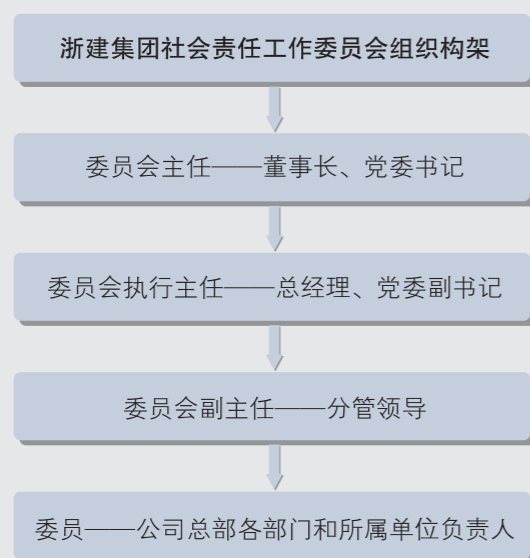 浙建集团社会责任工作委员会组织构架
委员会主任——董事长、党委书记
委员会执行主任——总经理、党委副书记
委员会副主任——分管领导
委员——公司总部各部门和所属单位负责人